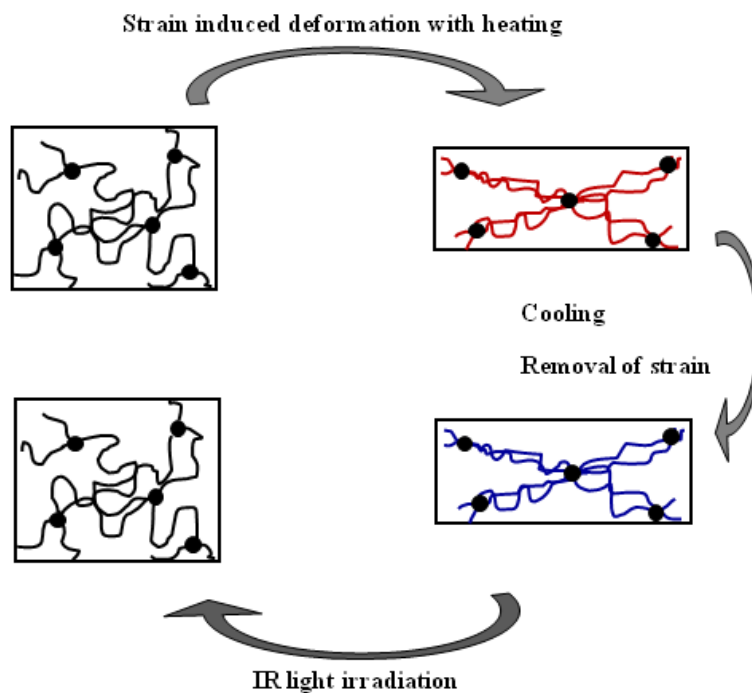 Strain induced deformation with heating
Cooling
Removal of strain
IR light irradiation